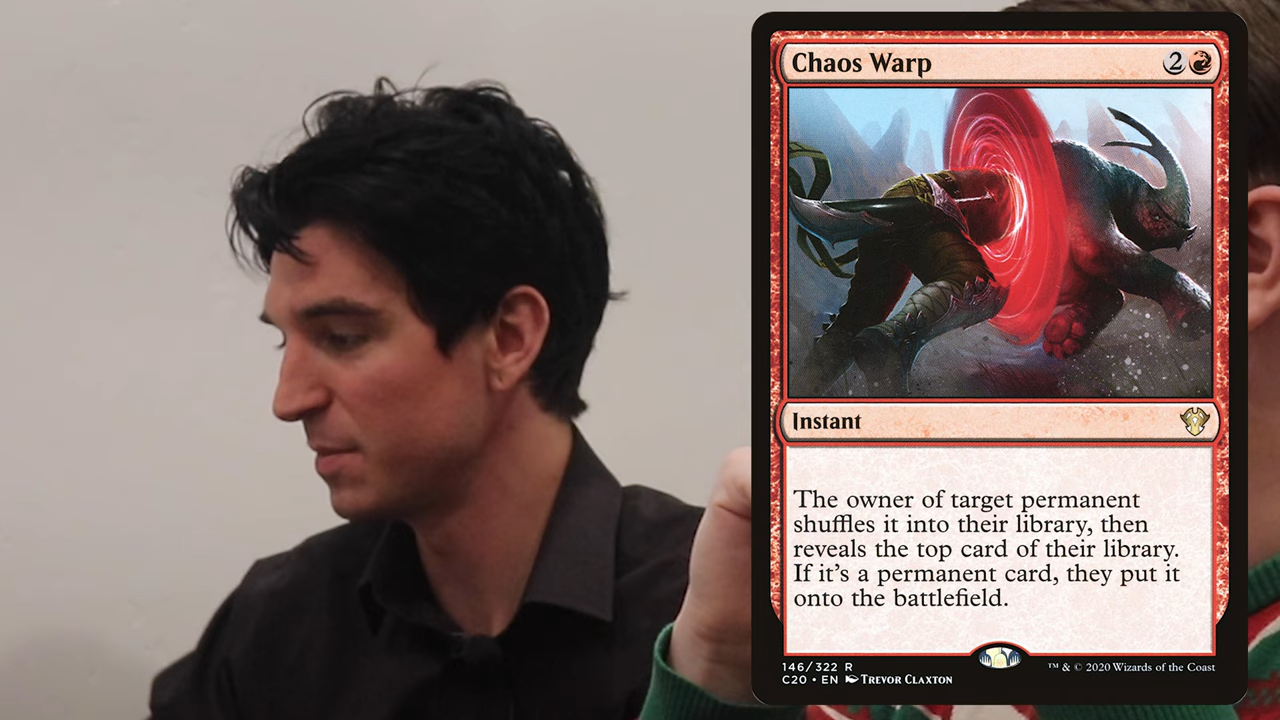 Chaos Warp 2
Instant
The owner of target permanent
shuffles it into their library, then
reveals the top card of their library.
If it's a permanent card, they put it
onto the battlefield.
146/322 R ™ & © 2020 Wizards of the Coast
C20 • EN Trevor Claxton